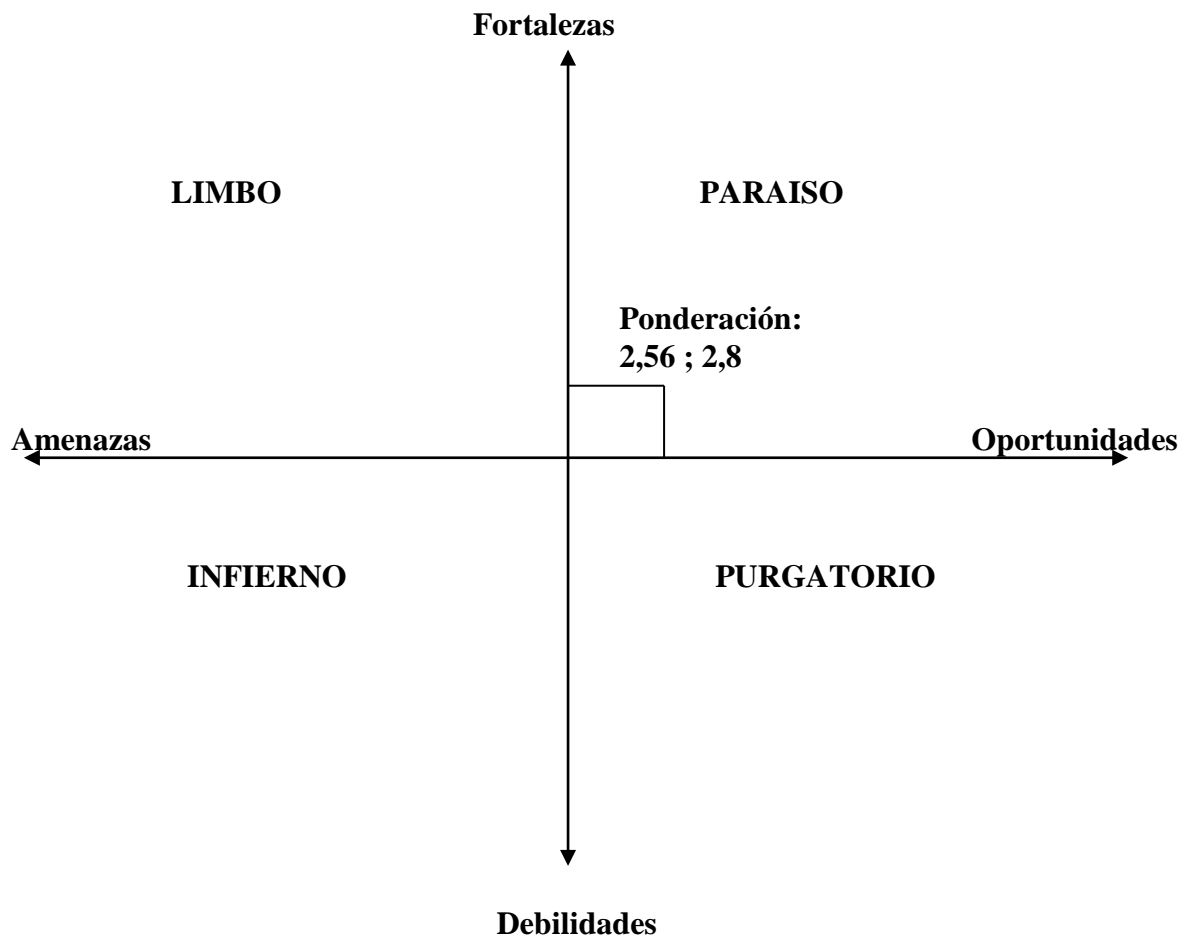 Fortalezas
LIMBO
PARAISO
Ponderación:
2,56 ; 2,8
Amenazas
Oportunidades
INFIERNO
PURGATORIO
Debilidades